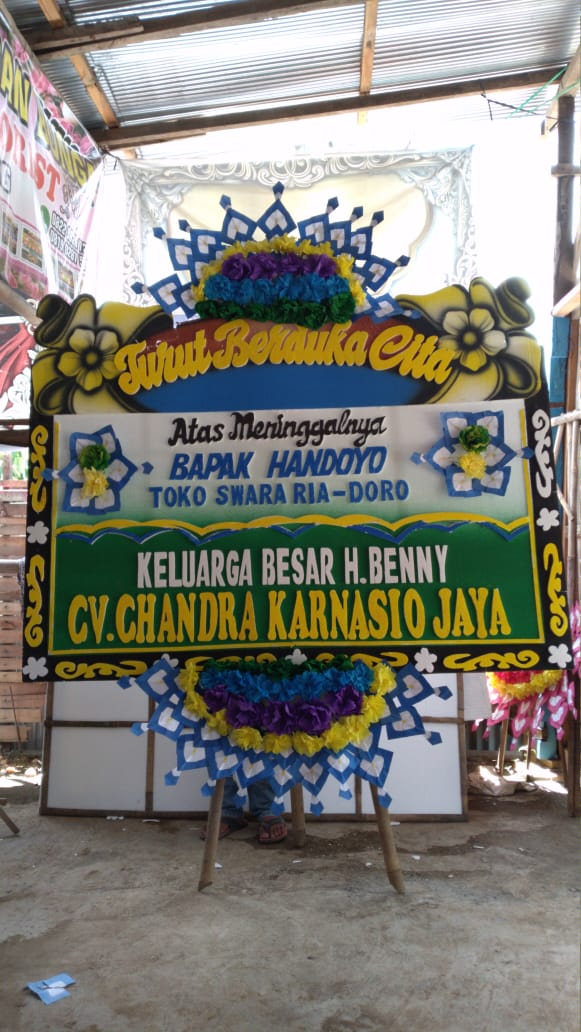 Turut Berduka Cita
Atas Meninggalnya
BAPAK HANDOYO
TOKO SWARA RIA-DORO
KELUARGA BESAR H.BENNY
CV.CHANDRA KARNASIO JAYA